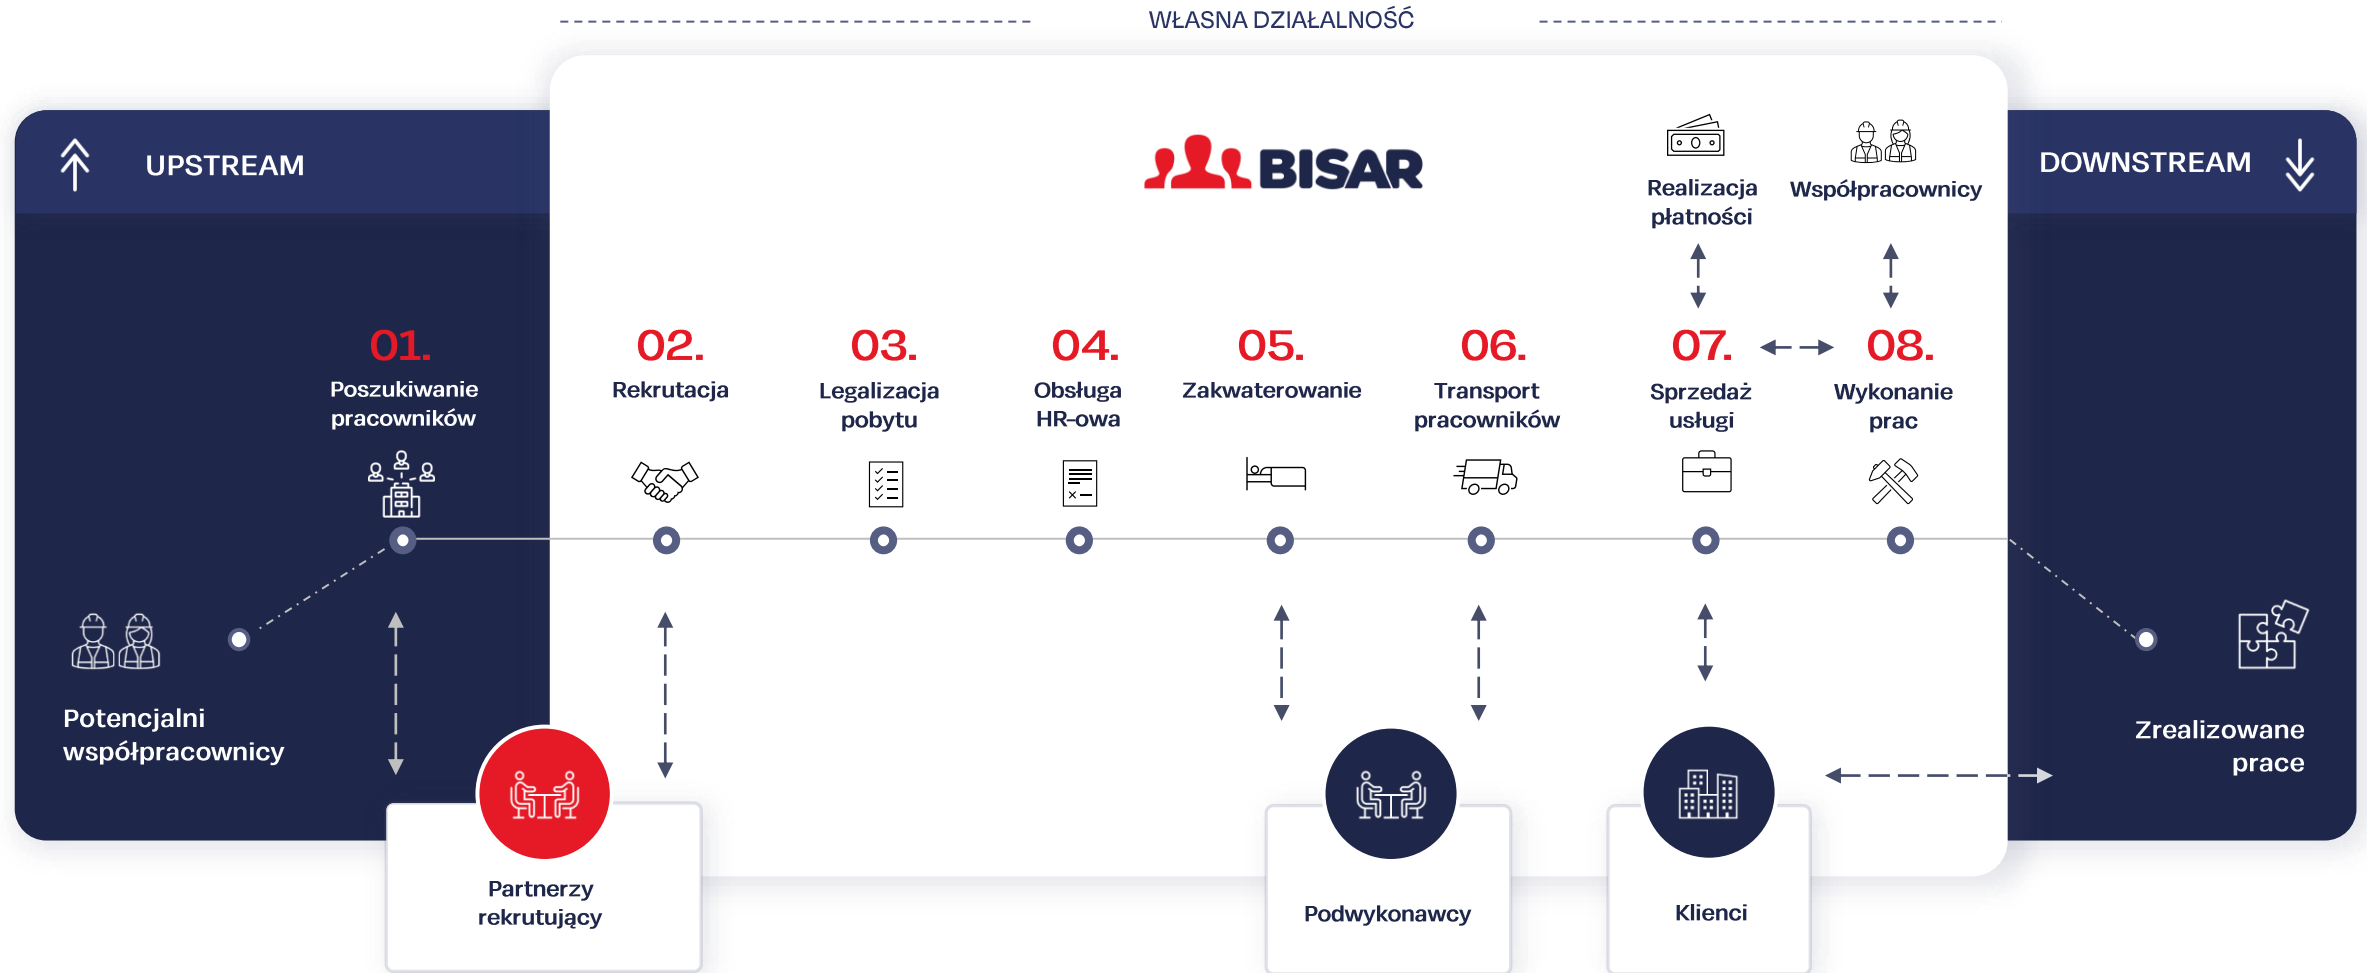 WŁASNA DZIAŁALNOŚĆ
UPSTREAM
BISAR
Realizacja
płatności
Współpracownicy
DOWNSTREAM
01.
Poszukiwanie
pracowników
02.
Rekrutacja
03.
Legalizacja
pobytu
04.
Obsługa
HR-owa
05.
Zakwaterowanie
06.
Transport
pracowników
07.
Sprzedaż
usługi
08.
Wykonanie
prac
Potencjalni
współpracownicy
Zrealizowane
prace
Partnerzy
rekrutujący
Podwykonawcy
Klienci